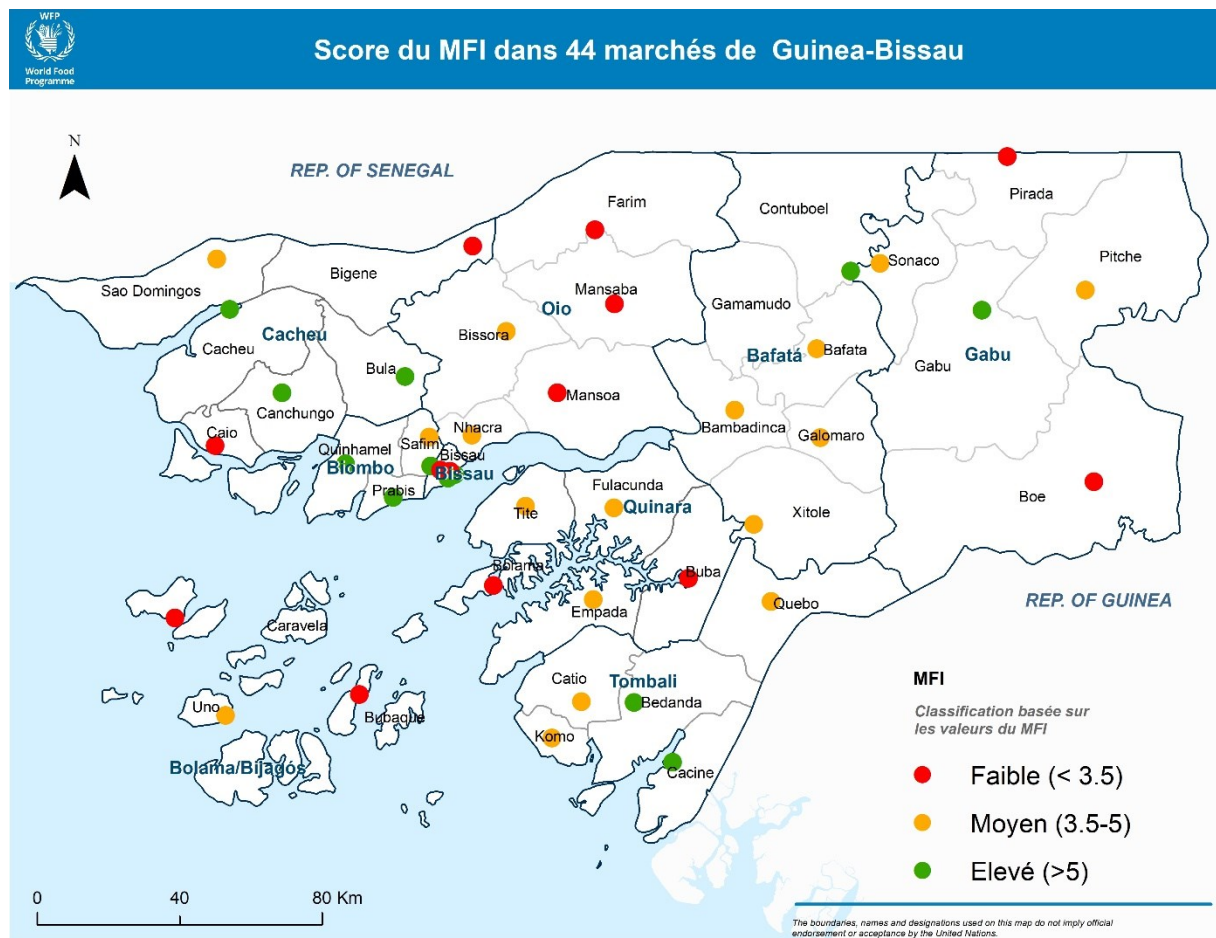 WFP
World Food
Programme
Score du MFI dans 44 marchés de Guinea-Bissau
N
REP. OF SENEGAL
Pirada
Farim
Contuboel
Pitche
Sonaco
Bigene
Sao Domingos
Mansaba
Gamamudo
Oio
Cacheu
Bissora
Cacheu
Bafata
Bafatá
Gabu
Gabu
Bula
Canchungo
Mansoa
Caio
Nhacra
Bambadinca
Galomaro
Safim
Quinhamel
Bissau
Biombo
Bissau
Prabis
Fulacunda
Quinara
Tite
Xitole
Boe
Bolama
Buba
Quebo
Empada
REP. OF GUINEA
Caravela
Catio
Tombali
Bedanda
Uno
Bubaque
Komo
Bolama/Bijagós
Cacine
MFI
Classification basée sur
les valeurs du MFI
Faible (< 3.5)
Moyen (3.5-5)
Elevé (>5)
0 40 80 Km
The boundaries, names and designations used on this map do not imply official
endorsement or acceptance by the United Nations.